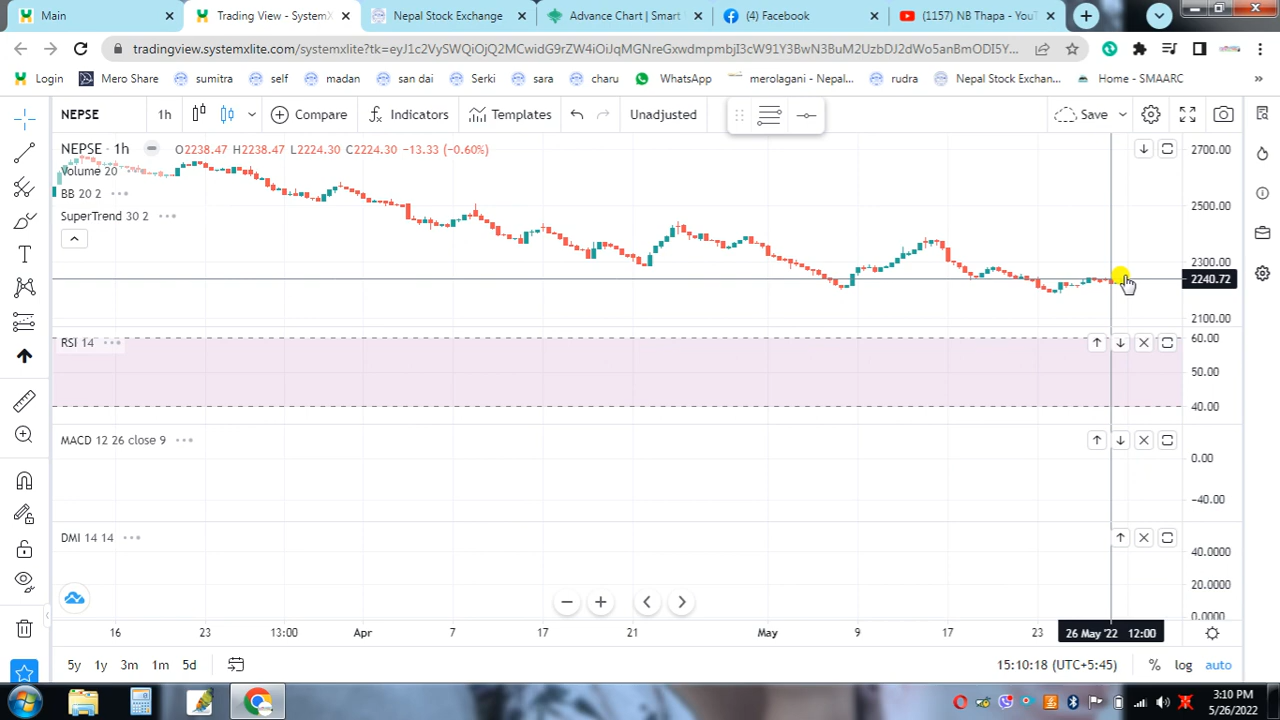 Main
Trading View - SystemX
Nepal Stock Exchange
Advance Chart | Smart
(4) Facebook
(1157) NB Thapa - You
tradingview.systemxlite.com/systemxlite?tk=
Login
Mero Share
sumitra
self
madan
san dai
Serki
sara
charu
WhatsApp
merolagani - Nepal...
rudra
Nepal Stock Exchan...
Home - SMAARC
»
NEPSE
1h
Compare
Indicators
Templates
Unadjusted
Save
NEPSE · 1h O2238.47 H2238.47 L2224.30 C2224.30 −13.33 (−0.60%)
Volume 20
BB 20 2
SuperTrend 30 2
2700.00
2500.00
2300.00
2240.72
2100.00
RSI 14
60.00
50.00
40.00
MACD 12 26 close 9
0.00
−40.00
DMI 14 14
40.0000
20.0000
0.0000
16 23 13:00 Apr 7 17 21 May 9 17 23 26 May '22 12:00
5y 1y 3m 1m 5d
15:10:18 (UTC+5:45) % log auto
3:10 PM
5/26/2022